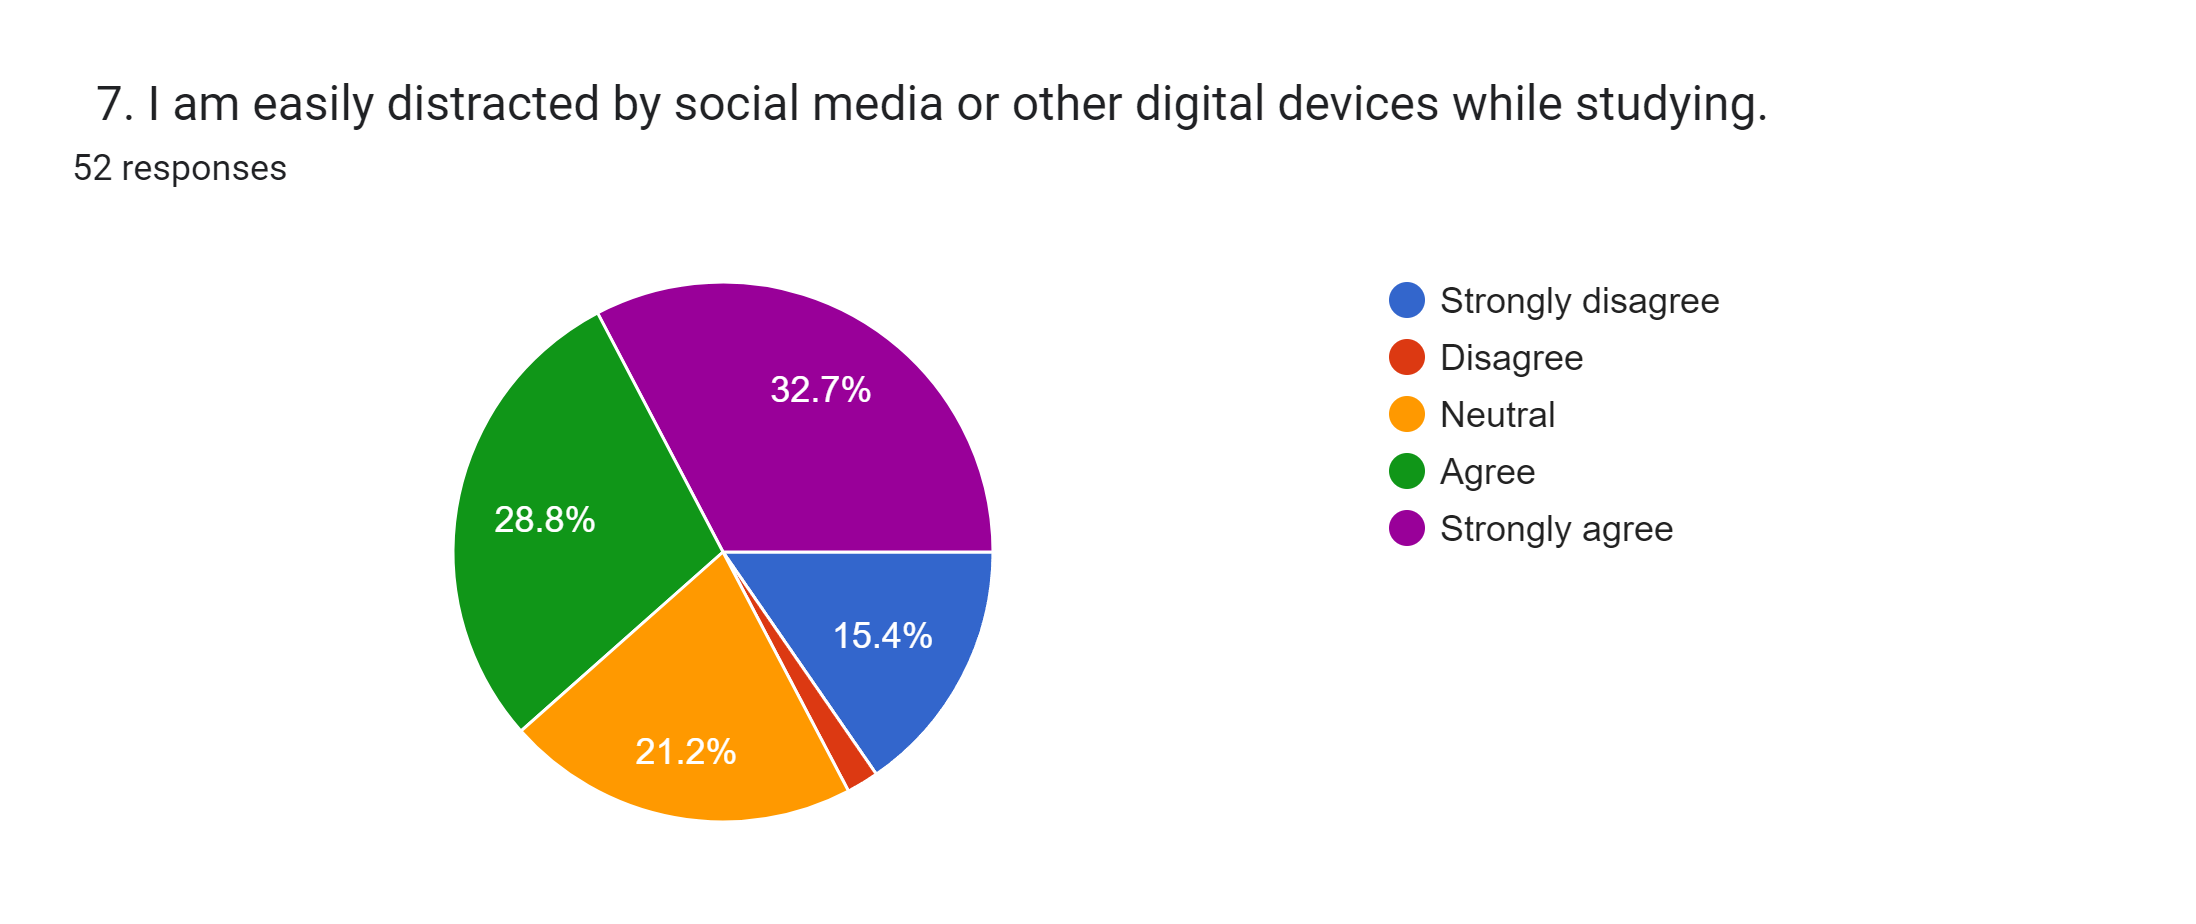 7. I am easily distracted by social media or other digital devices while studying.
52 responses
32.7%
28.8%
15.4%
21.2%
Strongly disagree
Disagree
Neutral
Agree
Strongly agree